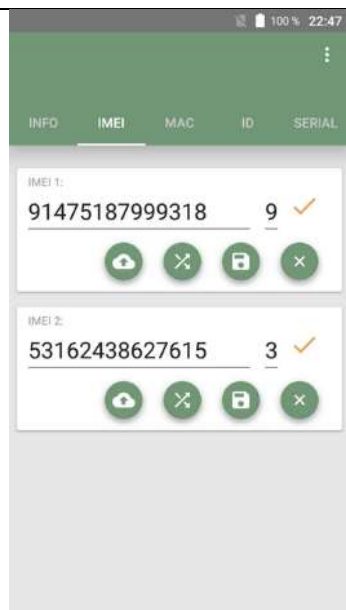 100 % 22:47
INFO IMEI MAC ID SERIAL
IMEI 1:
91475187999318 9
IMEI 2:
53162438627615 3